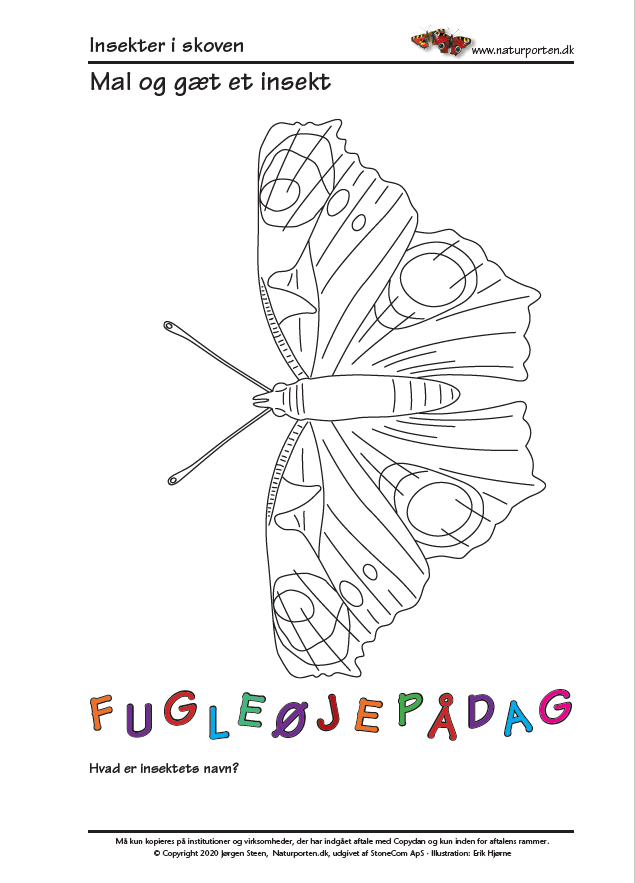 Insekter i skoven
www.naturporten.dk
Mal og gæt et insekt
FUGLEØJEPÅDAG
Hvad er insektets navn?
Må kun kopieres på institutioner og virksomheder, der har indgået aftale med Copydan og kun inden for aftalens rammer.
© Copyright 2020 Jørgen Steen, Naturporten.dk, udgivet af StoneCom ApS - Illustration: Erik Hjørne